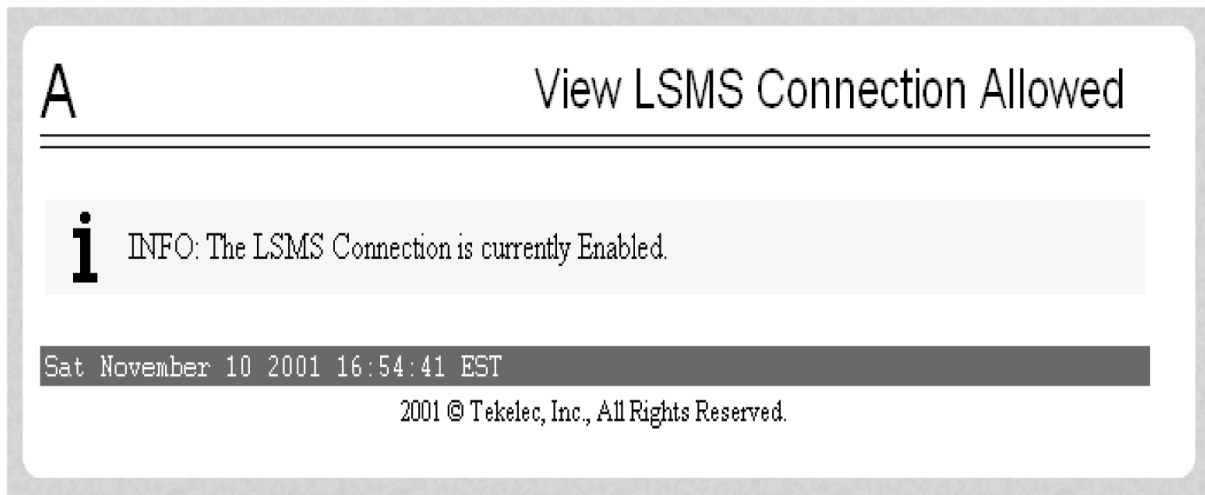 A
View LSMS Connection Allowed
i
INFO: The LSMS Connection is currently Enabled.
Sat November 10 2001 16:54:41 EST
2001 © Tekelec, Inc., All Rights Reserved.